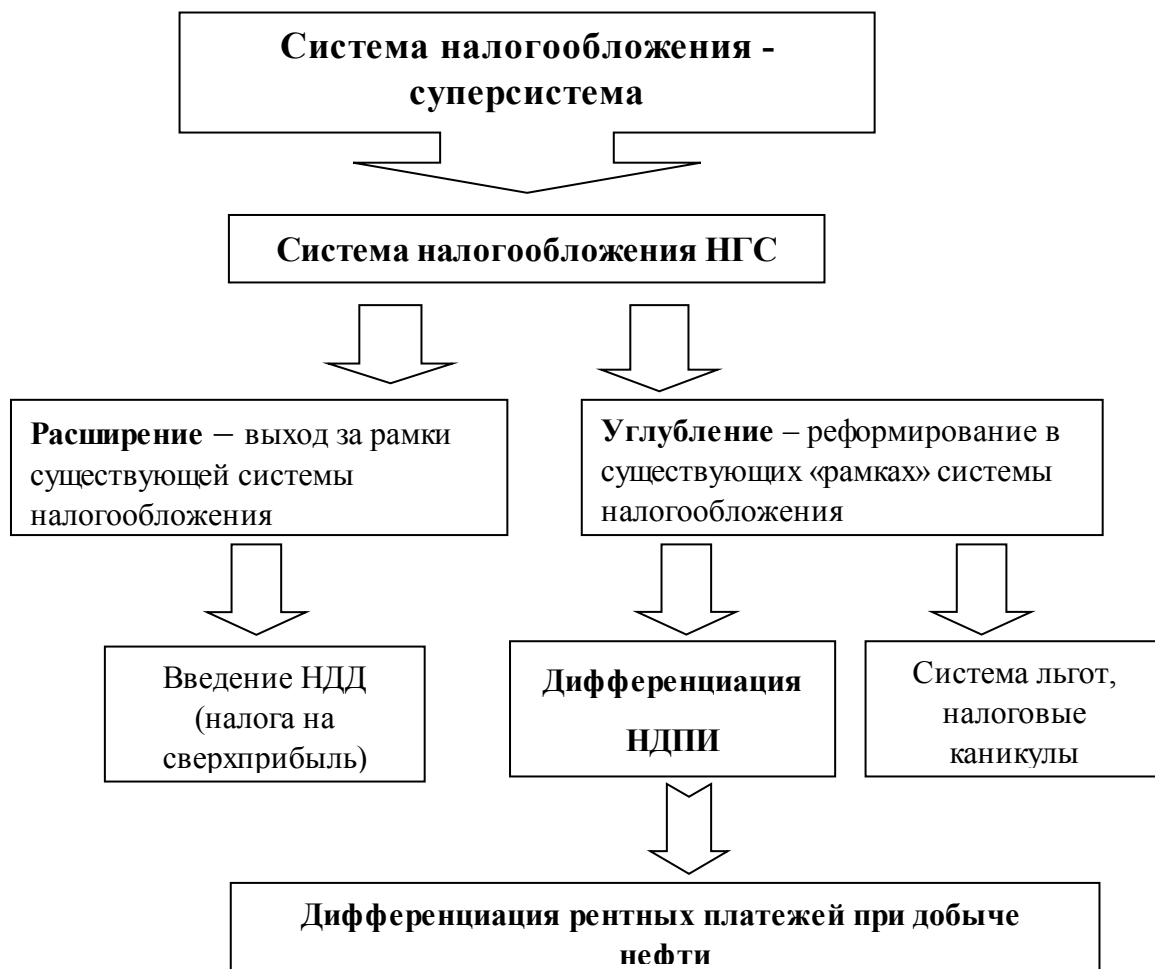 Система налогообложения -
суперсистема
Система налогообложения НГС
Расширение – выход за рамки
существующей системы
налогообложения
Углубление – реформирование в
существующих «рамках» системы
налогообложения
Введение НДД
(налога на
сверхприбыль)
Дифференциация
НДПИ
Система льгот,
налоговые
каникулы
Дифференциация рентных платежей при добыче
нефти